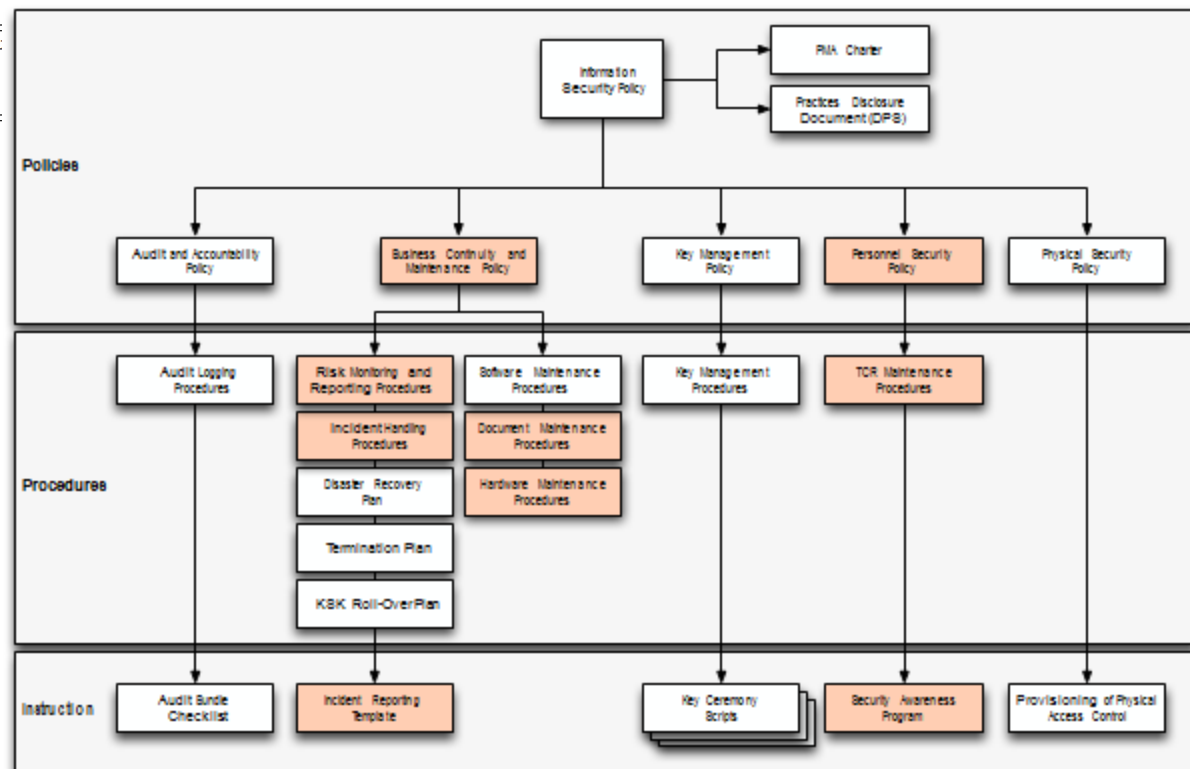 Information
Security Policy
PMA Charter
Practices Disclosure
Document (DPS)
Policies
Audit and Accountability
Policy
Business Continuity and
Maintenance Policy
Key Management
Policy
Personnel Security
Policy
Physical Security
Policy
Audit Logging
Procedures
Risk Monitoring and
Reporting Procedures
Software Maintenance
Procedures
Key Management
Procedures
TCR Maintenance
Procedures
Incident Handling
Procedures
Document Maintenance
Procedures
Procedures
Disaster Recovery
Plan
Hardware Maintenance
Procedures
Termination Plan
KSK Roll-Over Plan
Instruction
Audit Bundle
Checklist
Incident Reporting
Template
Key Ceremony
Scripts
Security Awareness
Program
Provisioning of Physical
Access Control